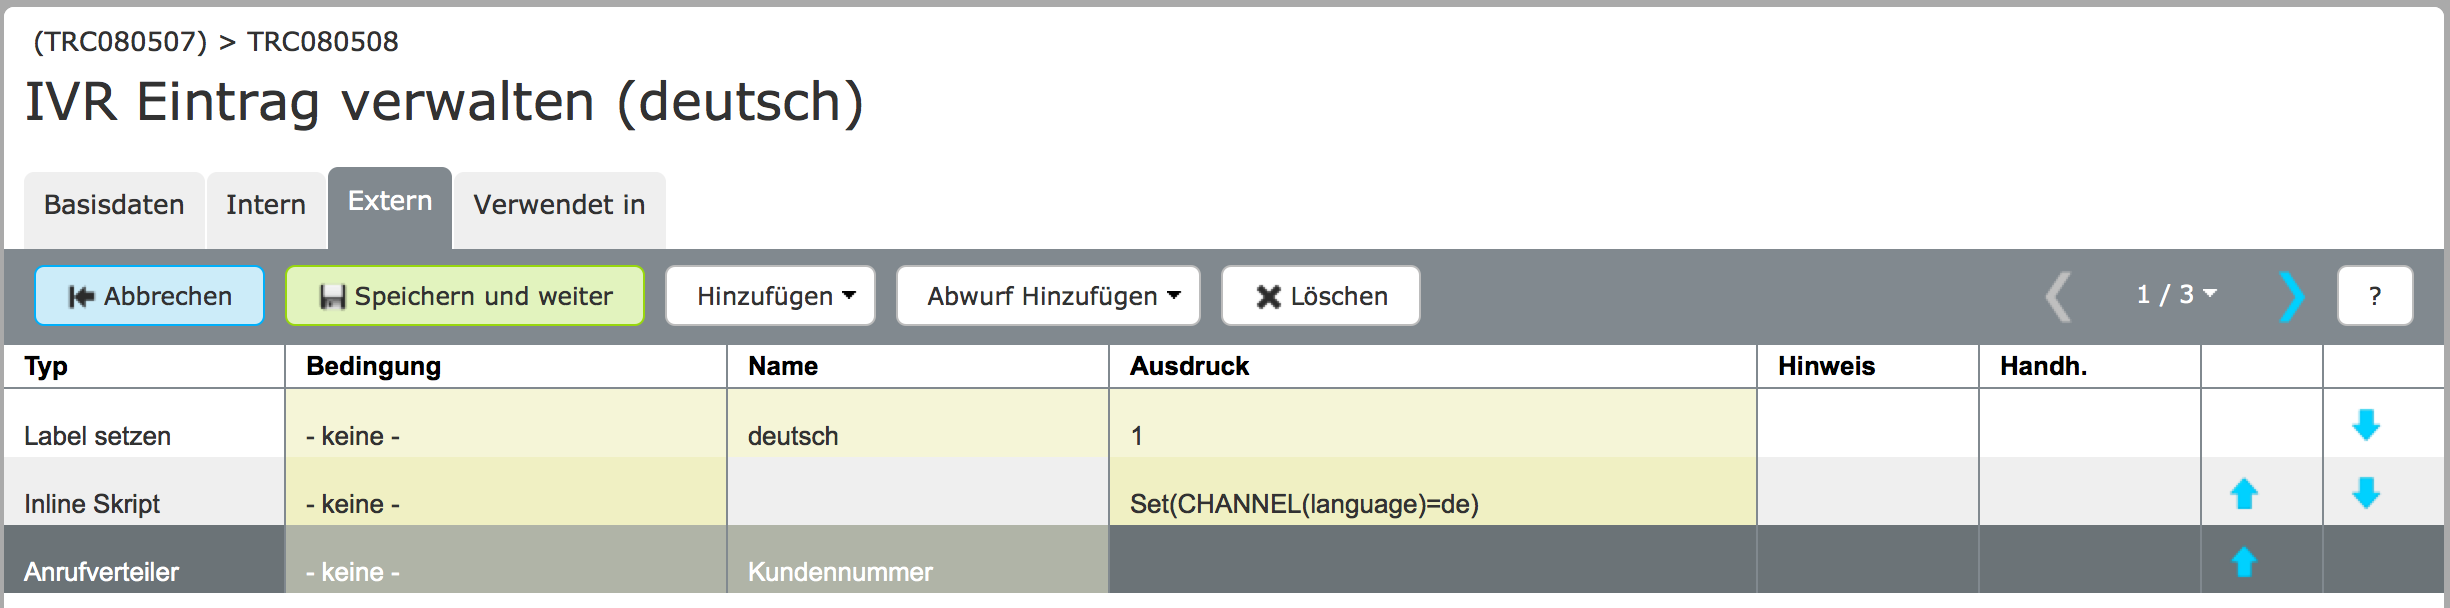 (TRC080507) > TRC080508
IVR Eintrag verwalten (deutsch)
Basisdaten Intern Extern Verwendet in
Abbrechen Speichern und weiter Hinzufügen Abwurf Hinzufügen Löschen 1 / 3 ?
Typ Bedingung Name Ausdruck Hinweis Handh.
Label setzen - keine - deutsch 1
Inline Skript - keine - Set(CHANNEL(language)=de)
Anrufverteiler - keine - Kundennummer